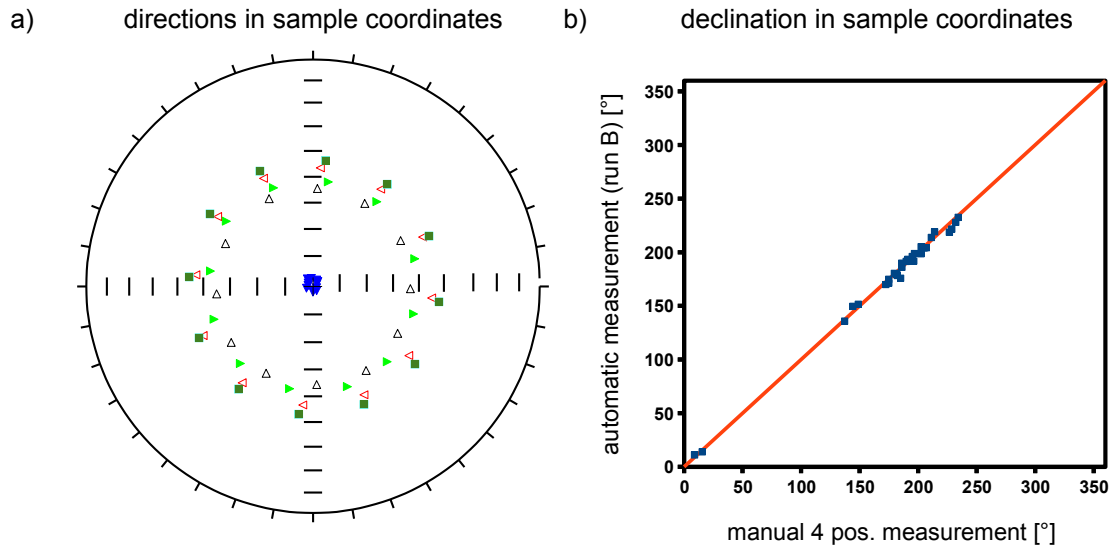 a) directions in sample coordinates
b) declination in sample coordinates
automatic measurement (run B) [°]
350
300
250
200
150
100
50
0
0 50 100 150 200 250 300 350
manual 4 pos. measurement [°]